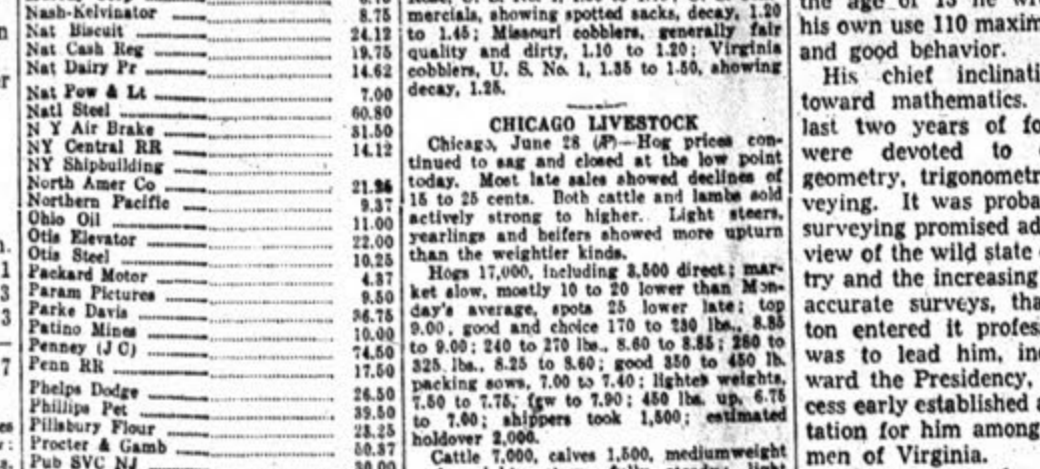 Nash-Kelvinator 8.75
Nat Biscuit 24.12
Nat Cash Reg 19.75
Nat Dairy Pr 14.62
Nat Pow & Lt 7.00
Natl Steel 60.80
N Y Air Brake 31.50
NY Central RR 14.12
NY Shipbuilding
North Amer Co
Northern Pacific 9.37
Ohio Oil 11.00
Otis Elevator 22.00
Otis Steel 10.25
Packard Motor 4.37
Param Pictures 9.50
Parke Davis 36.75
Patino Mines 10.00
Penney (J C) 74.50
Penn RR 17.50
Phelps Dodge 26.50
Phillips Pet 39.50
Pillsbury Flour
Procter & Gamb
Pub SVC NJ
mercials, showing spotted sacks, decay, 1.20
to 1.45; Missouri cobblers, generally fair
quality and dirty, 1.10 to 1.20; Virginia
cobblers, U. S. No. 1, 1.35 to 1.50, showing
decay, 1.25.
CHICAGO LIVESTOCK
Chicago, June 28 (AP)—Hog prices con-
tinued to sag and closed at the low point
today. Most late sales showed declines of
15 to 25 cents. Both cattle and lambs sold
actively strong to higher. Light steers,
yearlings and heifers showed more upturn
than the weightier kinds.
Hogs 17,000, including 3,500 direct; mar-
ket slow, mostly 10 to 20 lower than Mon-
day's average, spots 25 lower late; top
9.00, good and choice 170 to 230 lbs., 8.85
to 9.00; 240 to 270 lbs., 8.60 to 8.85; 280 to
325 lbs., 8.25 to 8.60; good 350 to 450 lb.
packing sows, 7.00 to 7.40; lighter weights,
7.50 to 7.75, few to 7.90; 450 lbs. up, 6.75
to 7.00; shippers took 1,500; estimated
holdover 2,000.
Cattle 7,000, calves 1,500, mediumweight
his own use 110 maxim
and good behavior.
His chief inclinati
toward mathematics.
last two years of fo
were devoted to
geometry, trigonometr
veying. It was proba
surveying promised ad
view of the wild state
try and the increasing
accurate surveys, tha
ton entered it profes
was to lead him, in
ward the Presidency,
cess early established a
tation for him among
men of Virginia.